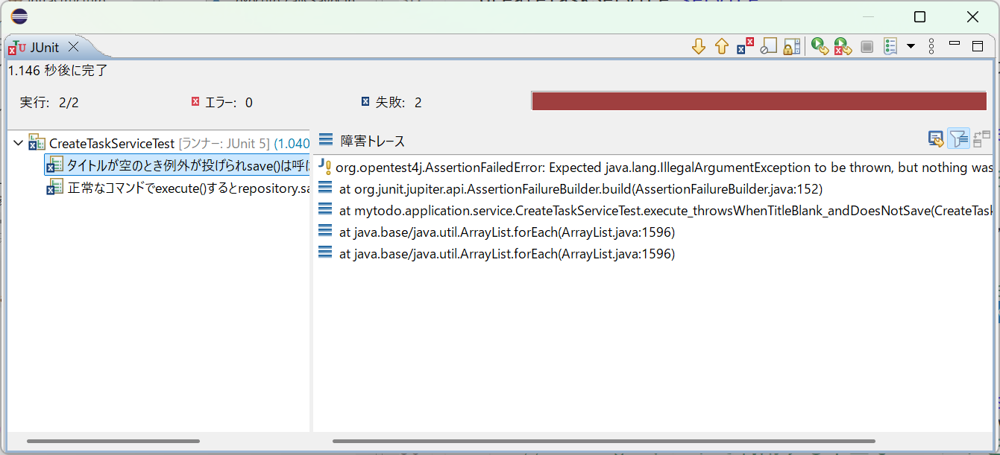 JUnit
1.146 秒後に完了
実行: 2/2 エラー: 0 失敗: 2
CreateTaskServiceTest [ランナー: JUnit 5] (1.040
タイトルが空のとき例外が投げられsave()は呼ば
正常なコマンドでexecute()するとrepository.sa
障害トレース
org.opentest4j.AssertionFailedError: Expected java.lang.IllegalArgumentException to be thrown, but nothing was
at org.junit.jupiter.api.AssertionFailureBuilder.build(AssertionFailureBuilder.java:152)
at mytodo.application.service.CreateTaskServiceTest.execute_throwsWhenTitleBlank_andDoesNotSave(CreateTask
at java.base/java.util.ArrayList.forEach(ArrayList.java:1596)
at java.base/java.util.ArrayList.forEach(ArrayList.java:1596)